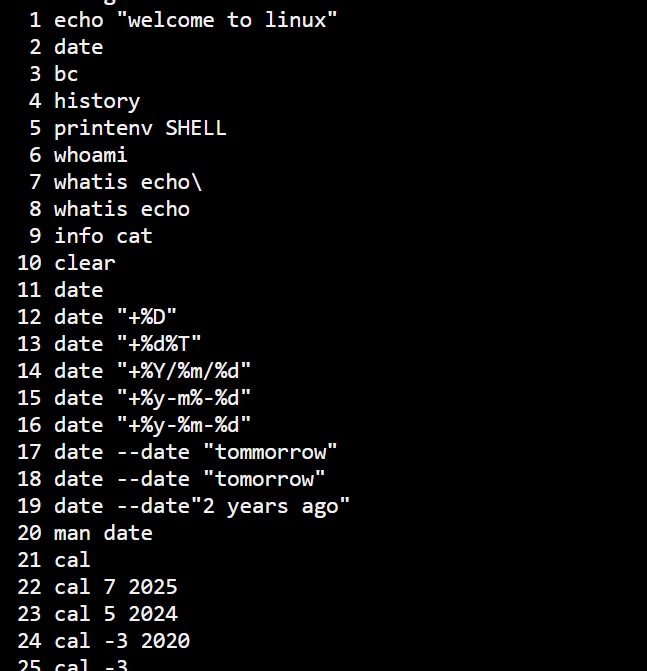 1 echo "welcome to linux"
2 date
3 bc
4 history
5 printenv SHELL
6 whoami
7 whatis echo\
8 whatis echo
9 info cat
10 clear
11 date
12 date "+%D"
13 date "+%d%T"
14 date "+%Y/%m/%d"
15 date "+%y-m%-%d"
16 date "+%y-%m-%d"
17 date --date "tommorrow"
18 date --date "tomorrow"
19 date --date"2 years ago"
20 man date
21 cal
22 cal 7 2025
23 cal 5 2024
24 cal -3 2020
25 cal -3